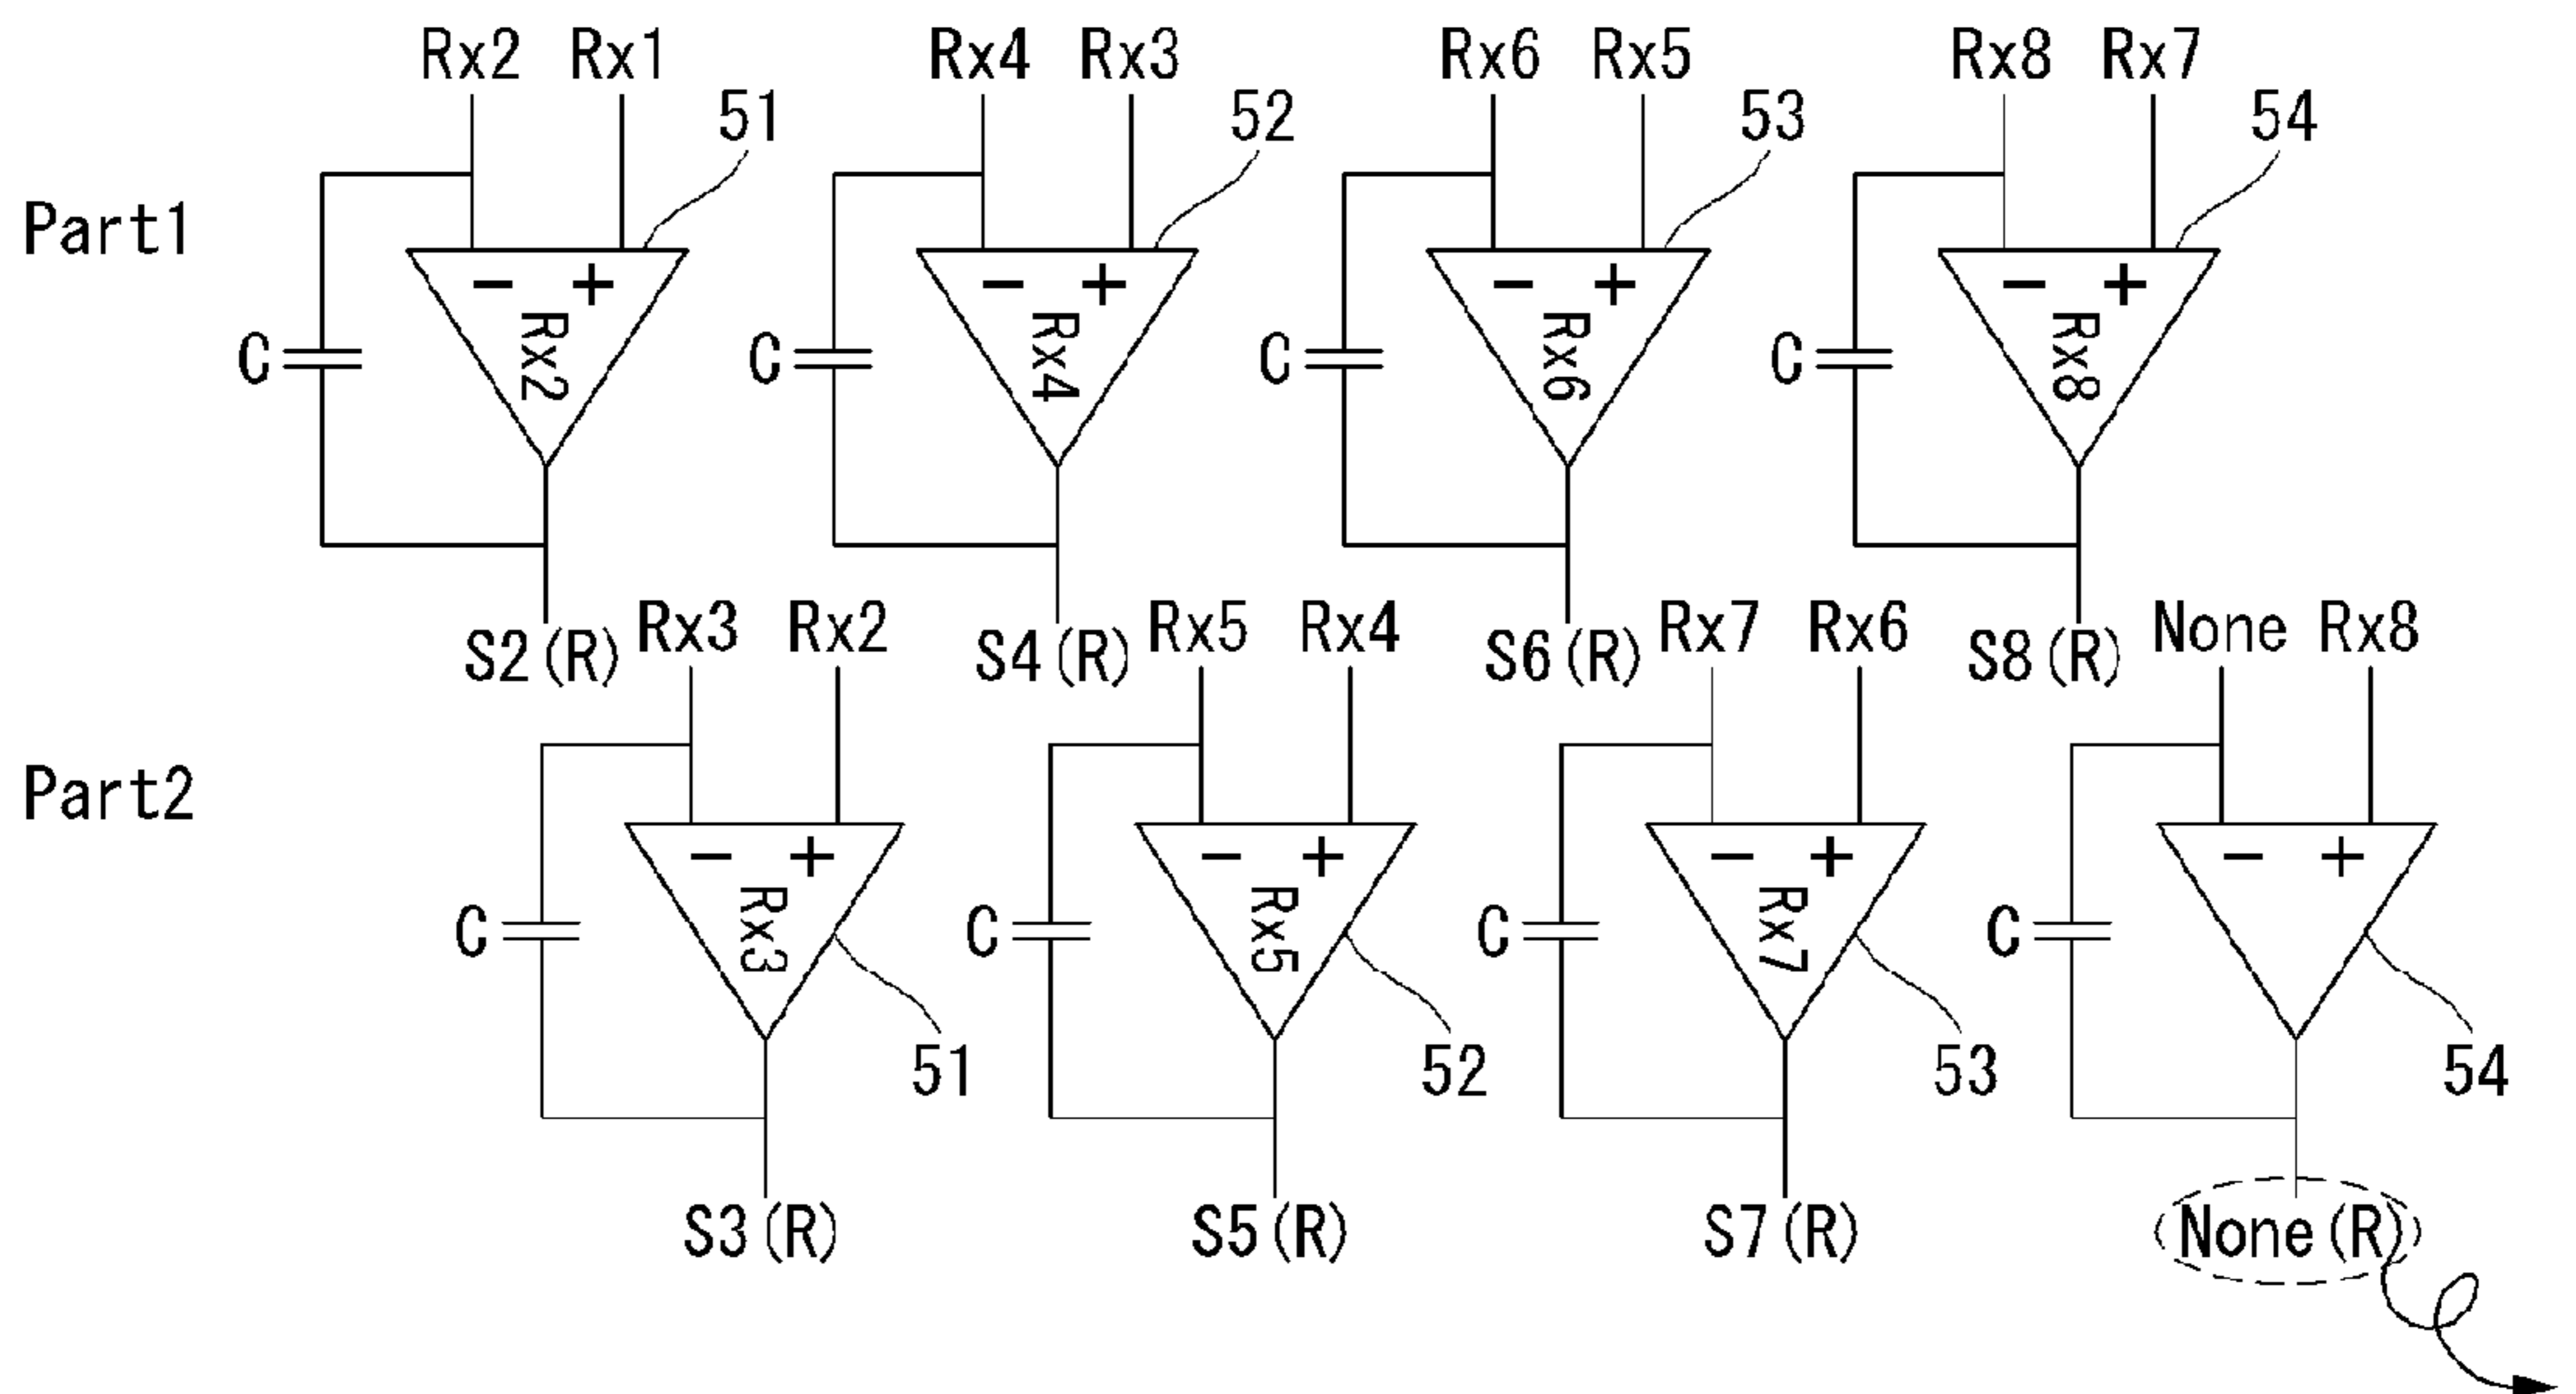 Rx2 Rx1 Rx4 Rx3 Rx6 Rx5 Rx8 Rx7
51 52 53 54
Part1
- + - + - + - +
Rx2 Rx4 Rx6 Rx8
C C C C
S2(R) S4(R) S6(R) S8(R)
Rx3 Rx2 Rx5 Rx4 Rx7 Rx6 None Rx8
Part2
- + - + - + - +
Rx3 Rx5 Rx7
C C C C
51 52 53 54
S3(R) S5(R) S7(R) None(R)